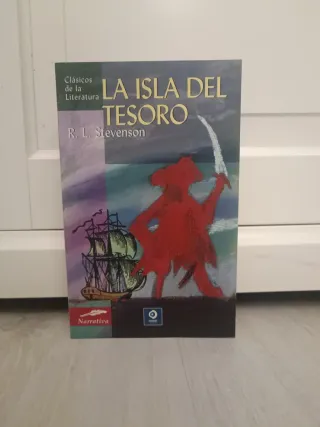 Clásicos
de la
Literatura
LA ISLA DEL
TESORO
R. L. Stevenson
Narrativa